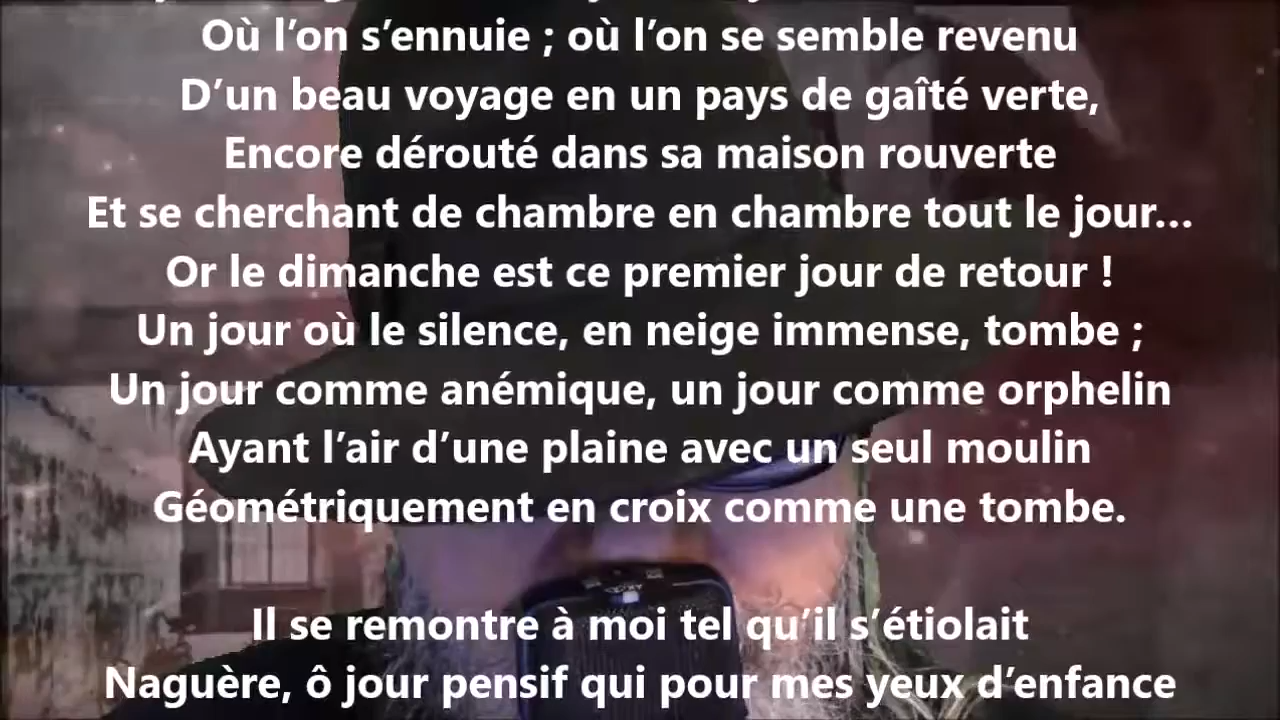 Où l’on s’ennuie ; où l’on se semble revenu
D’un beau voyage en un pays de gaîté verte,
Encore dérouté dans sa maison rouverte
Et se cherchant de chambre en chambre tout le jour...
Or le dimanche est ce premier jour de retour !
Un jour où le silence, en neige immense, tombe ;
Un jour comme anémique, un jour comme orphelin
Ayant l’air d’une plaine avec un seul moulin
Géométriquement en croix comme une tombe.
Il se remontre à moi tel qu’il s’étiolait
Naguère, ô jour pensif qui pour mes yeux d’enfance